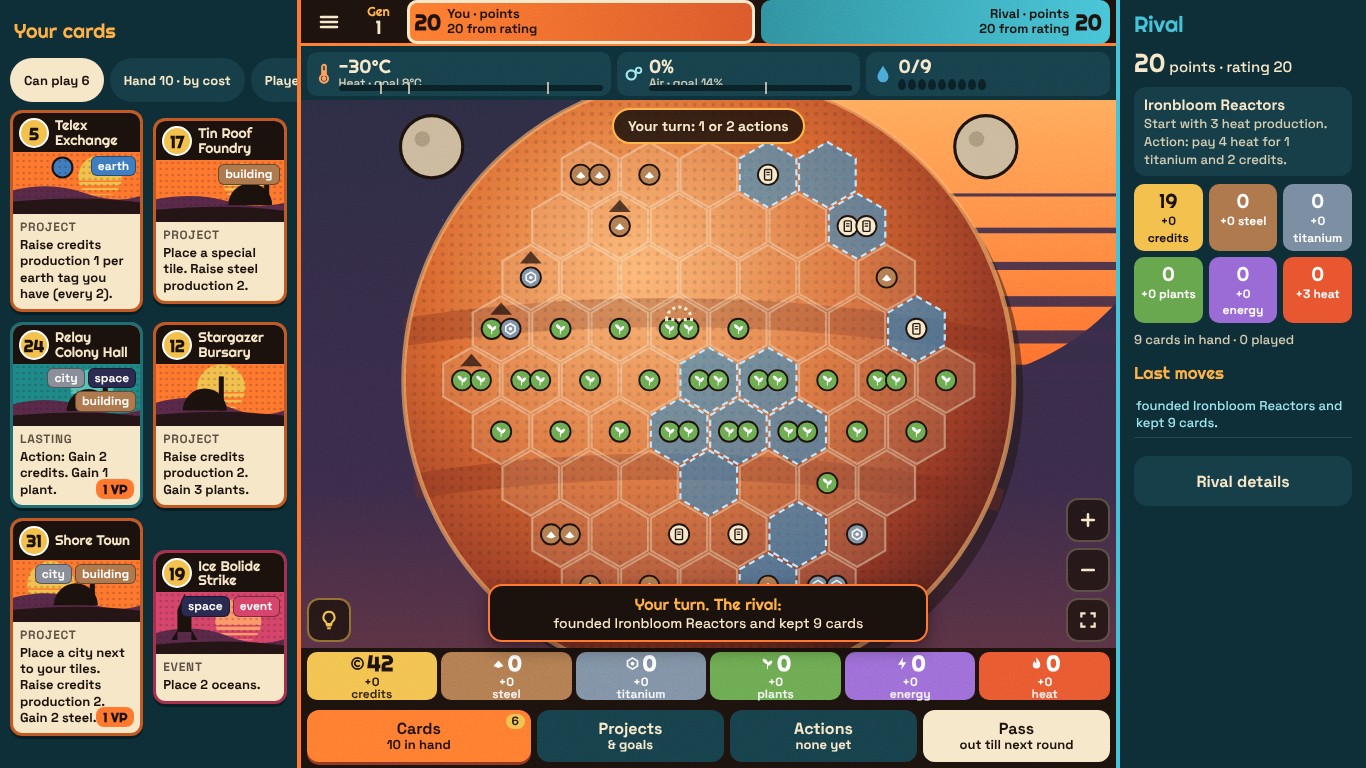 Your cards
Can play 6
Hand 10 · by cost
Playe
5
Telex
Exchange
earth
PROJECT
Raise credits
production 1 per
earth tag you
have (every 2).
17
Tin Roof
Foundry
building
PROJECT
Place a special
tile. Raise steel
production 2.
24
Relay
Colony Hall
city
space
building
LASTING
Action: Gain 2
credits. Gain 1
plant.
1 VP
12
Stargazer
Bursary
PROJECT
Raise credits
production 2.
Gain 3 plants.
31
Shore Town
city
building
PROJECT
Place a city next
to your tiles.
Raise credits
production 2.
Gain 2 steel.
1 VP
19
Ice Bolide
Strike
space
event
EVENT
Place 2 oceans.
Gen
1
20
You · points
20 from rating
Rival · points
20 from rating
20
-30°C
Heat · goal 8°C
0%
Air · goal 14%
0/9
Your turn: 1 or 2 actions
Your turn. The rival:
founded Ironbloom Reactors and kept 9 cards
+
−
© 42
+0
credits
0
+0
steel
0
+0
titanium
0
+0
plants
0
+0
energy
0
+0
heat
Cards
10 in hand
6
Projects
& goals
Actions
none yet
Pass
out till next round
Rival
20 points · rating 20
Ironbloom Reactors
Start with 3 heat production.
Action: pay 4 heat for 1
titanium and 2 credits.
19
+0
credits
0
+0 steel
0
+0
titanium
0
+0 plants
0
+0
energy
0
+3 heat
9 cards in hand · 0 played
Last moves
founded Ironbloom Reactors and
kept 9 cards.
Rival details